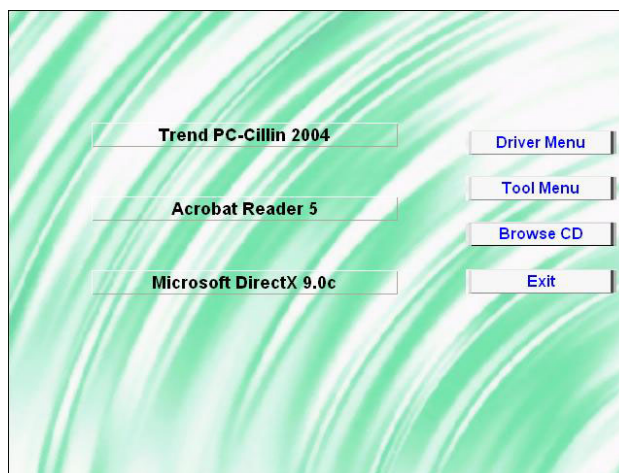 Trend PC-Cillin 2004
Acrobat Reader 5
Microsoft DirectX 9.0c
Driver Menu
Tool Menu
Browse CD
Exit